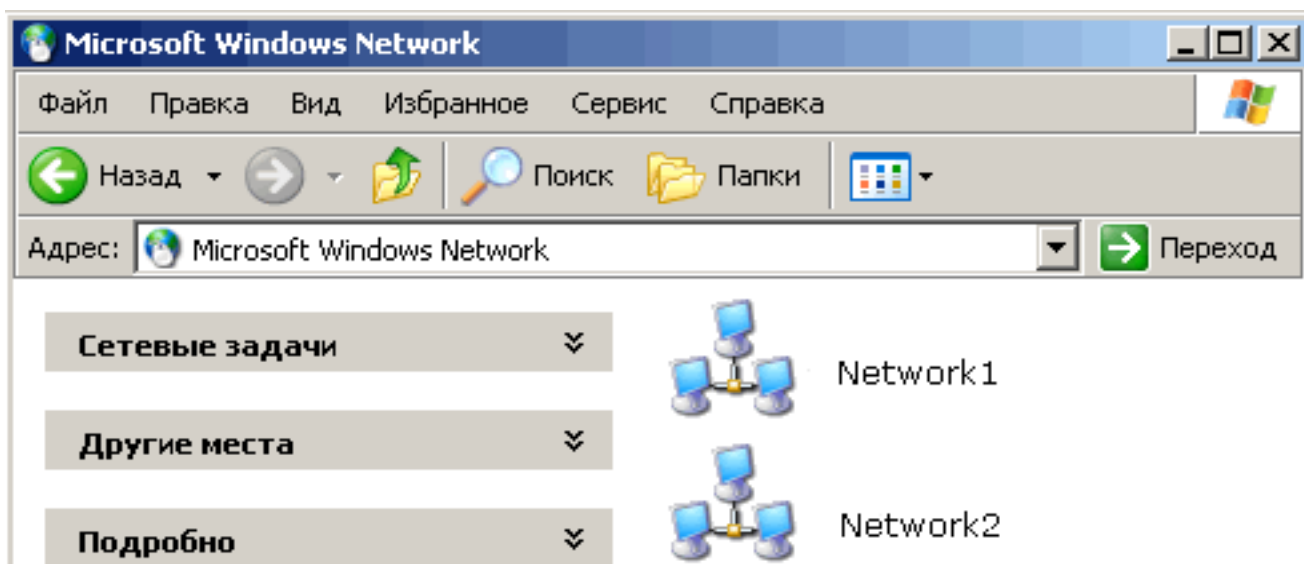 Microsoft Windows Network
Файл Правка Вид Избранное Сервис Справка
Назад Поиск Папки
Адрес: Microsoft Windows Network Переход
Сетевые задачи
Network1
Другие места
Network2
Подробно